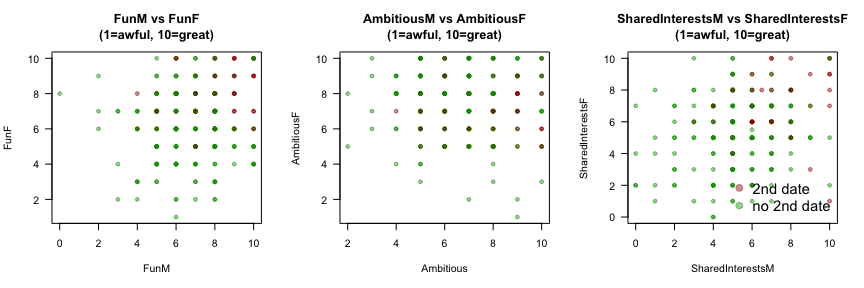 FunM vs FunF
(1=awful, 10=great)
FunF
10
8
6
4
2
0 2 4 6 8 10
FunM
AmbitiousM vs AmbitiousF
(1=awful, 10=great)
AmbitiousF
10
8
6
4
2
2 4 6 8 10
Ambitious
SharedInterestsM vs SharedInterestsF
(1=awful, 10=great)
SharedInterestsF
10
8
6
4
2
0
2nd date
no 2nd date
0 2 4 6 8 10
SharedInterestsM